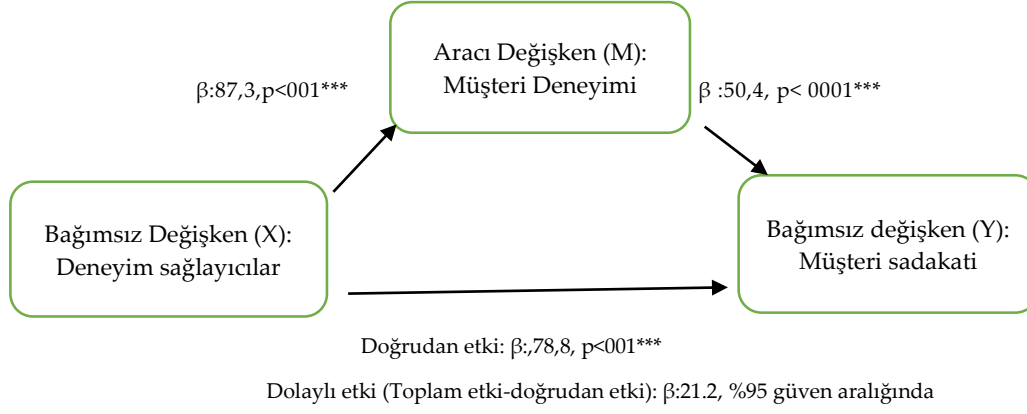 Aracı Değişken (M):
Müşteri Deneyimi
β:87,3,p<001***
β :50,4, p< 0001***
Bağımsız Değişken (X):
Deneyim sağlayıcılar
Bağımsız değişken (Y):
Müşteri sadakati
Doğrudan etki: β:,78,8, p<001***
Dolaylı etki (Toplam etki-doğrudan etki): β:21.2, %95 güven aralığında